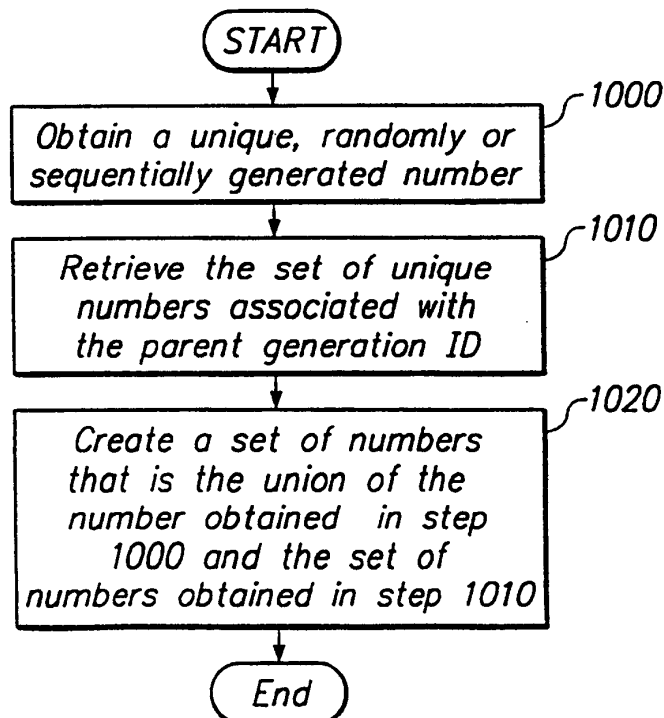 START
1000
Obtain a unique, randomly or
sequentially generated number
1010
Retrieve the set of unique
numbers associated with
the parent generation ID
1020
Create a set of numbers
that is the union of the
number obtained in step
1000 and the set of
numbers obtained in step 1010
End